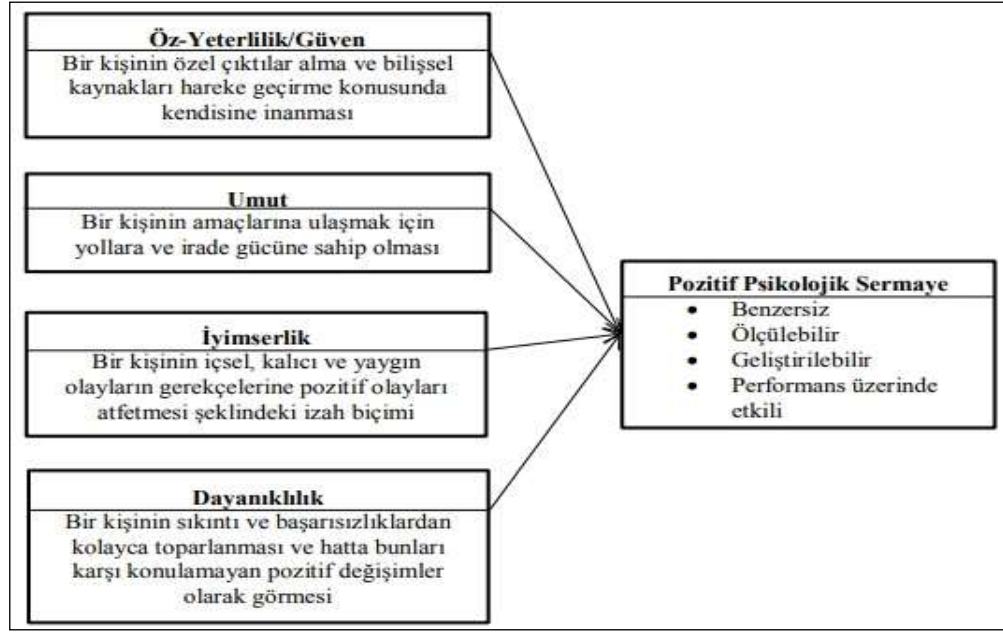 Öz-Yeterlilik/Güven
Bir kişinin özel çıktılar alma ve bilişsel
kaynakları hareke geçirme konusunda
kendisine inanması
Umut
Bir kişinin amaçlarına ulaşmak için
yollara ve irade gücüne sahip olması
İyimserlik
Bir kişinin içsel, kalıcı ve yaygın
olayların gerekçelerine pozitif olayları
atfetmesi şeklindeki izah biçimi
Dayanıklılık
Bir kişinin sıkıntı ve başarısızlıklardan
kolayca toparlanması ve hatta bunları
karşı konulamayan pozitif değişimler
olarak görmesi
Pozitif Psikolojik Sermaye
• Benzersiz
• Ölçülebilir
• Geliştirilebilir
• Performans üzerinde
etkili